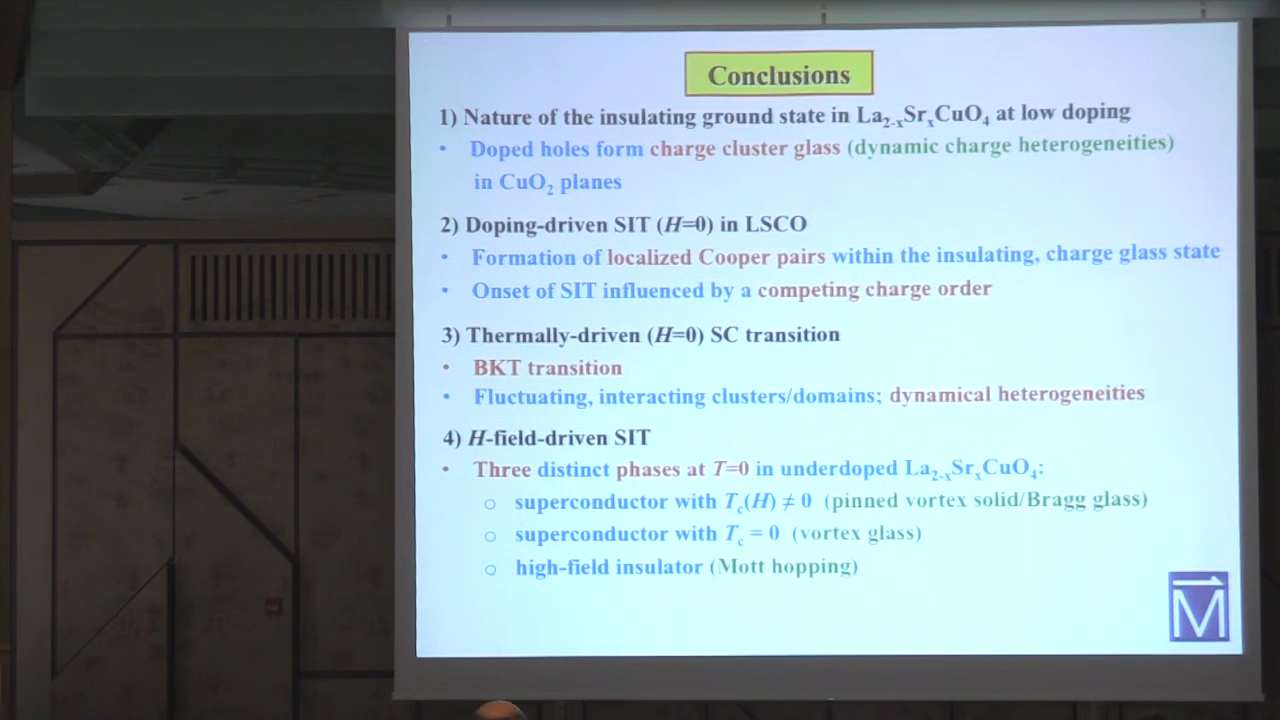 Conclusions
1) Nature of the insulating ground state in La₂₋ₓSrₓCuO₄ at low doping
• Doped holes form charge cluster glass (dynamic charge heterogeneities)
in CuO₂ planes
2) Doping-driven SIT (H=0) in LSCO
• Formation of localized Cooper pairs within the insulating, charge glass state
• Onset of SIT influenced by a competing charge order
3) Thermally-driven (H=0) SC transition
• BKT transition
• Fluctuating, interacting clusters/domains; dynamical heterogeneities
4) H-field-driven SIT
• Three distinct phases at T=0 in underdoped La₂₋ₓSrₓCuO₄:
○ superconductor with T_c(H) ≠ 0 (pinned vortex solid/Bragg glass)
○ superconductor with T_c = 0 (vortex glass)
○ high-field insulator (Mott hopping)
M